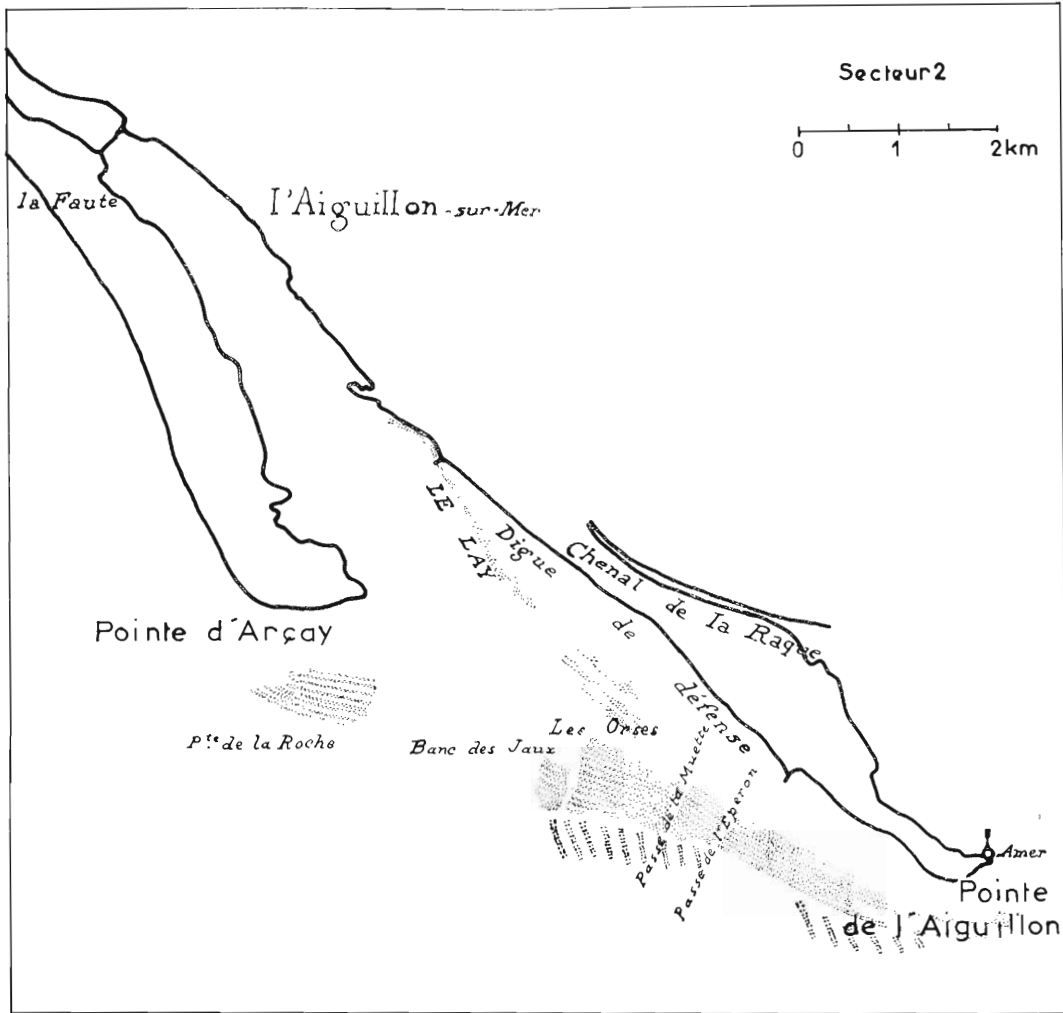 Secteur 2
0 1 2 km
la Faute
l'Aiguillon-sur-Mer
LE LAY
Digue de défense
Chenal de la Raque
Pointe d'Arçay
Pte de la Roche
Banc des Jaux
Les Orses
Passe de la Muette
Passe de l'Eperon
Amer
Pointe
de l'Aiguillon